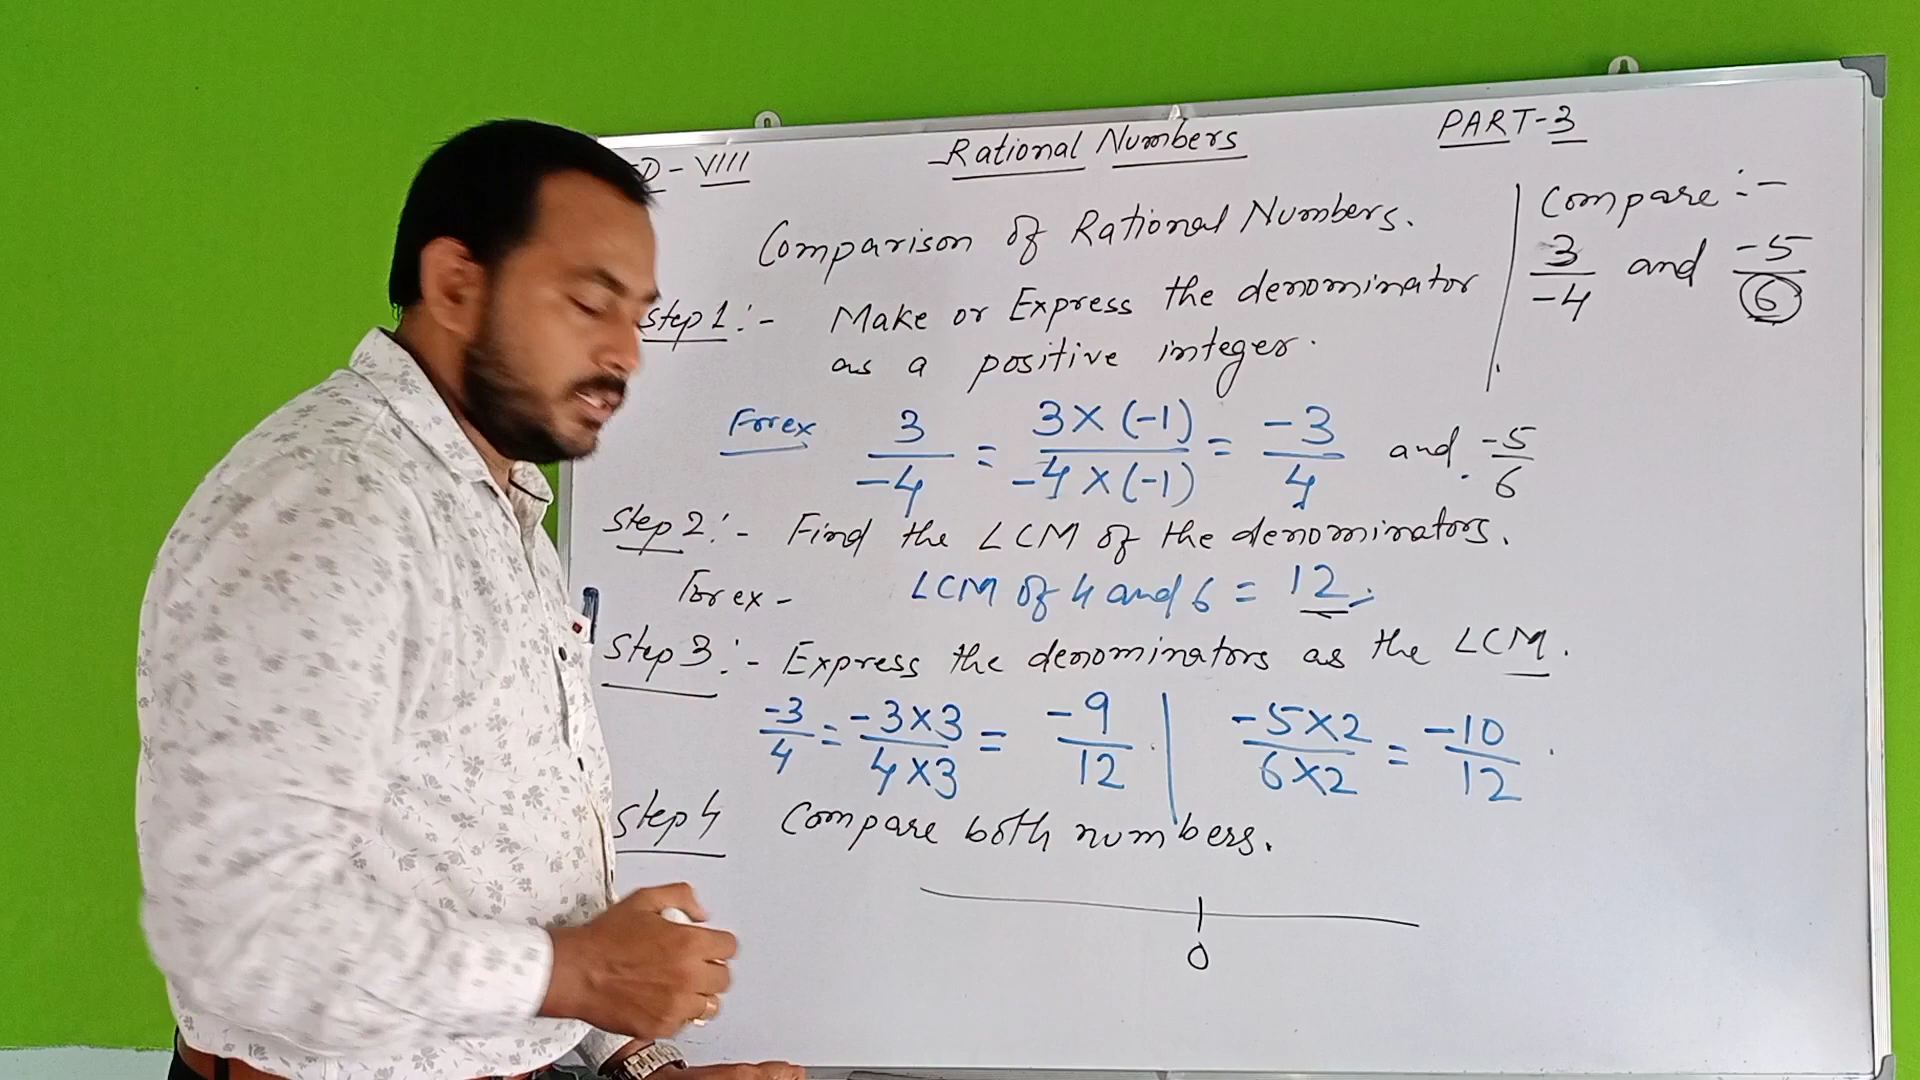 D - VIII
Rational Numbers
PART-3
Comparison of Rational Numbers.
Step 1:- Make or Express the denominator
as a positive integer.
Compare :-
3/-4 and -5/6
For ex 3/-4 = 3×(-1)/-4×(-1) = -3/4 and -5/6
Step 2:- Find the LCM of the denominators.
For ex - LCM of 4 and 6 = 12
Step 3:- Express the denominators as the LCM.
-3/4 = -3×3/4×3 = -9/12 | -5×2/6×2 = -10/12
Step 4 Compare both numbers.
0